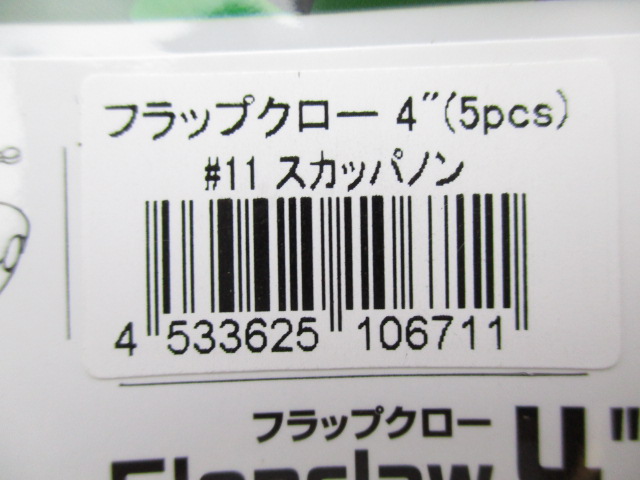 フラップクロー 4"(5pcs)
#11 スカッパノン
4 533625 106711
フラップクロー 4"